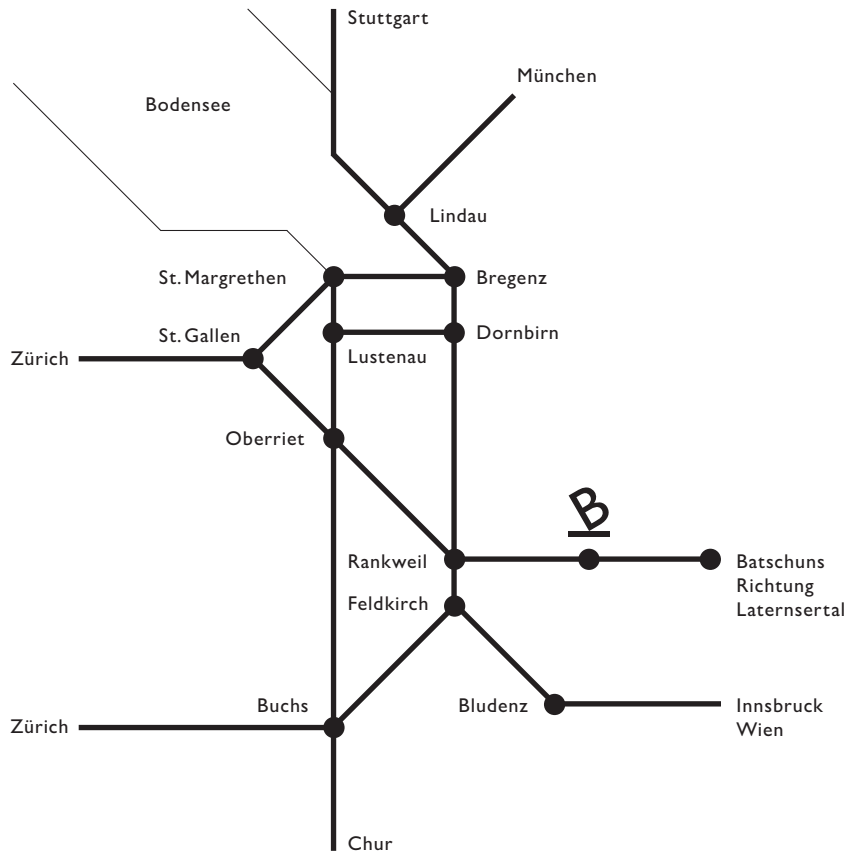 Stuttgart
München
Bodensee
Lindau
St. Margrethen
Bregenz
St. Gallen
Dornbirn
Zürich
Lustenau
Oberriet
B
Rankweil
Batschuns
Richtung
Laternsertal
Feldkirch
Buchs
Bludenz
Innsbruck
Wien
Zürich
Chur